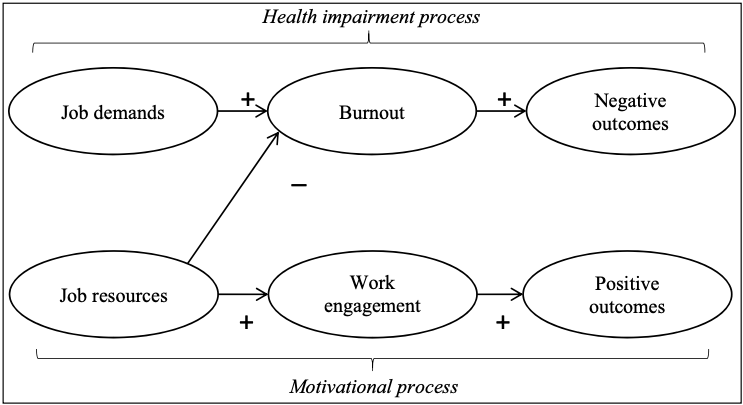 Health impairment process
+
+
Job demands
Burnout
Negative
outcomes
–
Job resources
Work
engagement
Positive
outcomes
+
+
Motivational process